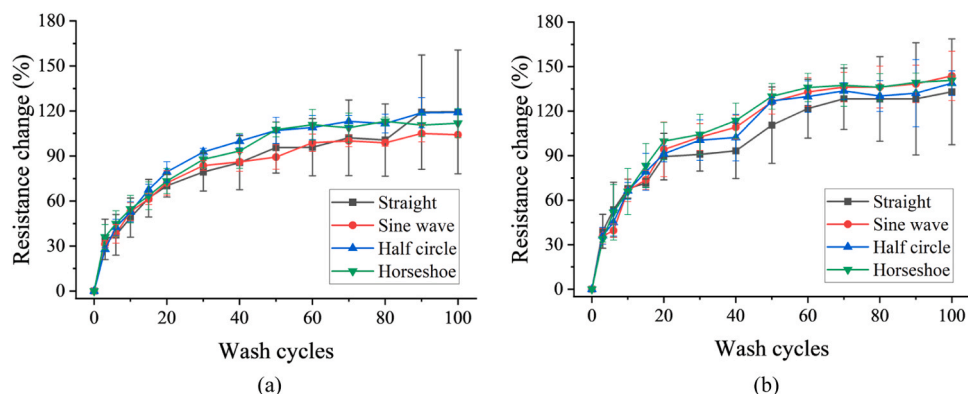 180
150
120
90
60
30
0
Resistance change (%)
Straight
Sine wave
Half circle
Horseshoe
0 20 40 60 80 100
Wash cycles
(a)
180
150
120
90
60
30
0
Resistance change (%)
Straight
Sine wave
Half circle
Horseshoe
0 20 40 60 80 100
Wash cycles
(b)